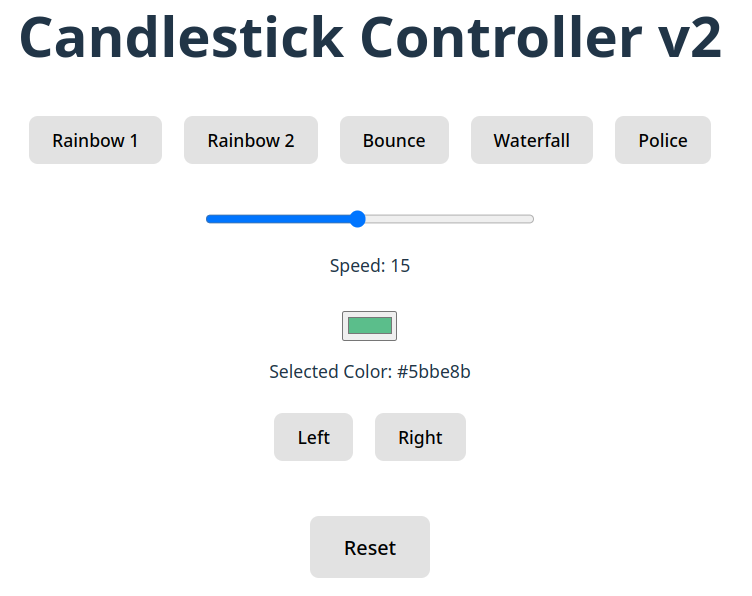 Candlestick Controller v2
Rainbow 1 Rainbow 2 Bounce Waterfall Police
Speed: 15
Selected Color: #5bbe8b
Left Right
Reset